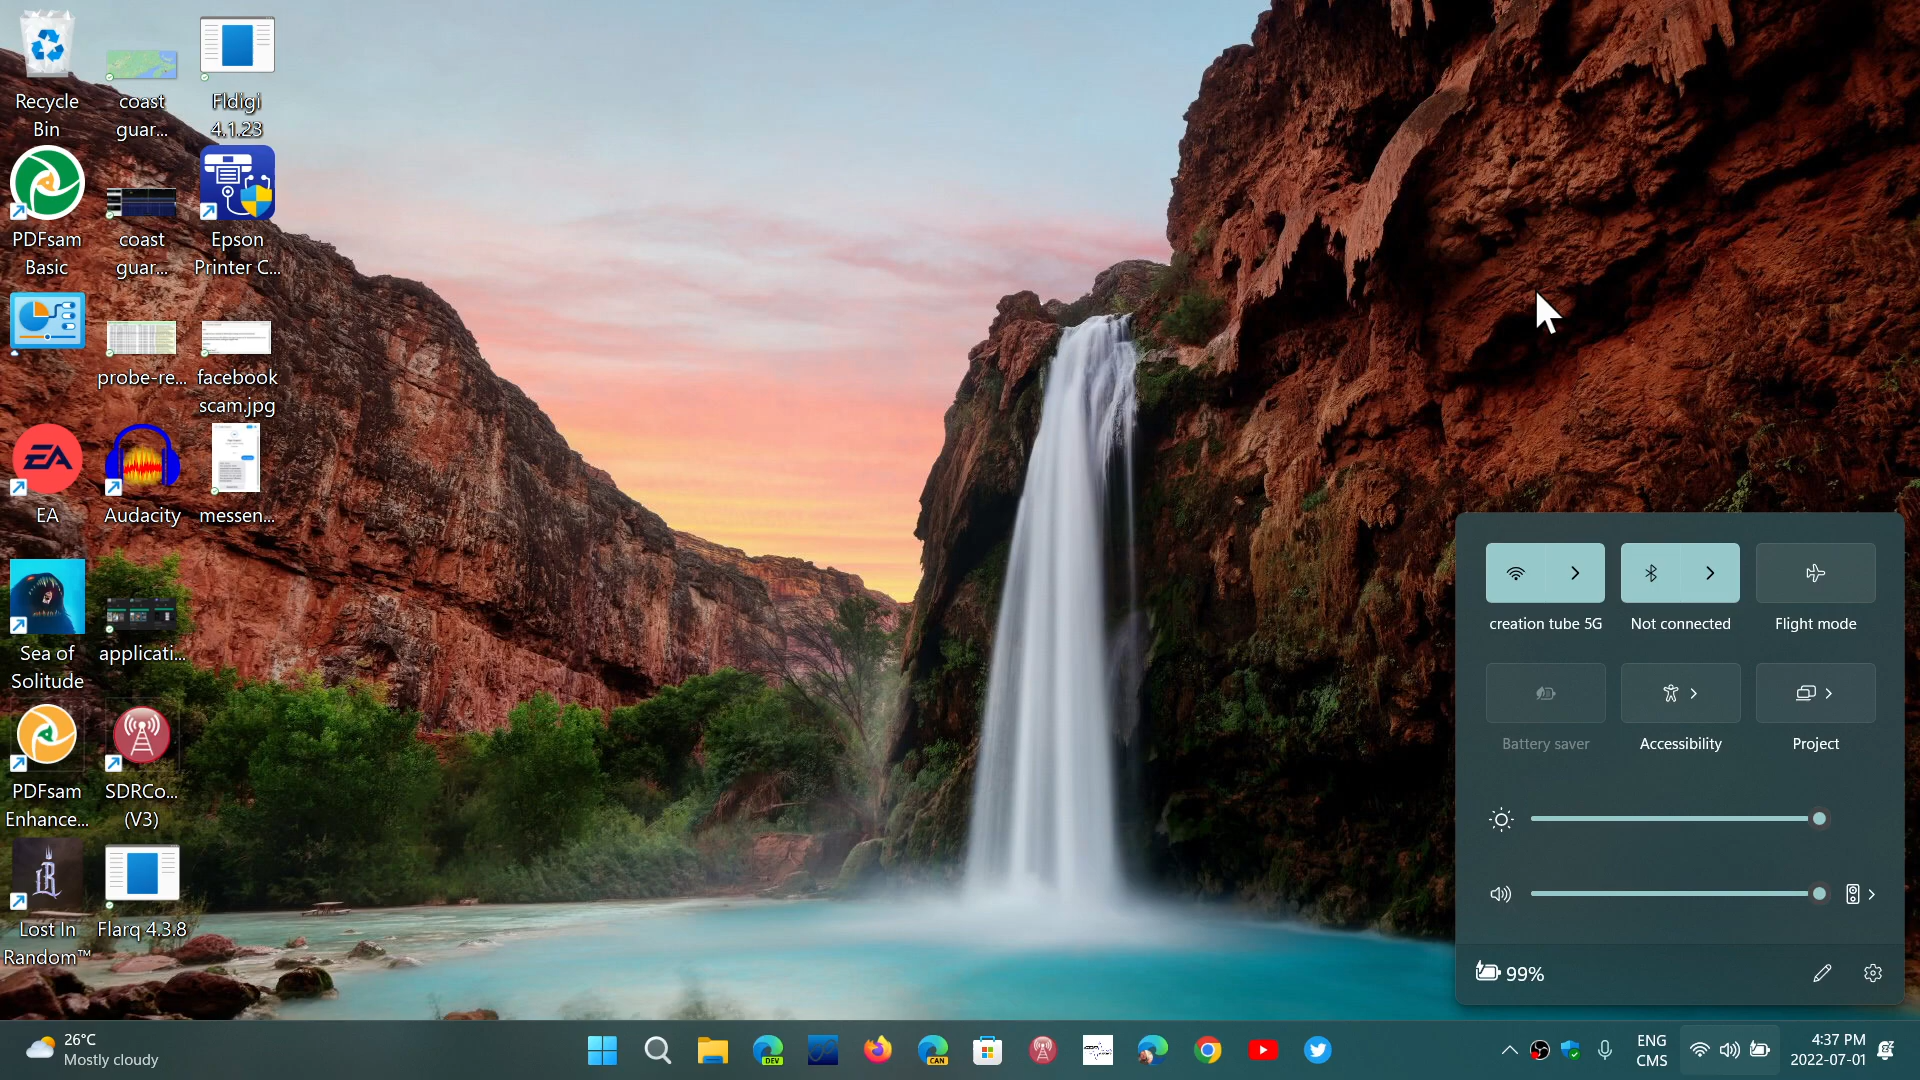 Recycle
Bin
coast
guar...
Fldigi
4.1.23
PDFsam
Basic
coast
guar...
Epson
Printer C...
probe-re...
facebook
scam.jpg
EA
EA
Audacity
messen...
Sea of
Solitude
applicati...
PDFsam
Enhance...
SDRCo...
(V3)
Lost In
Random™
Flarq 4.3.8
creation tube 5G
Not connected
Flight mode
Battery saver
Accessibility
Project
99%
26°C
Mostly cloudy
DEV
CAN
ENG
CMS
4:37 PM
2022-07-01